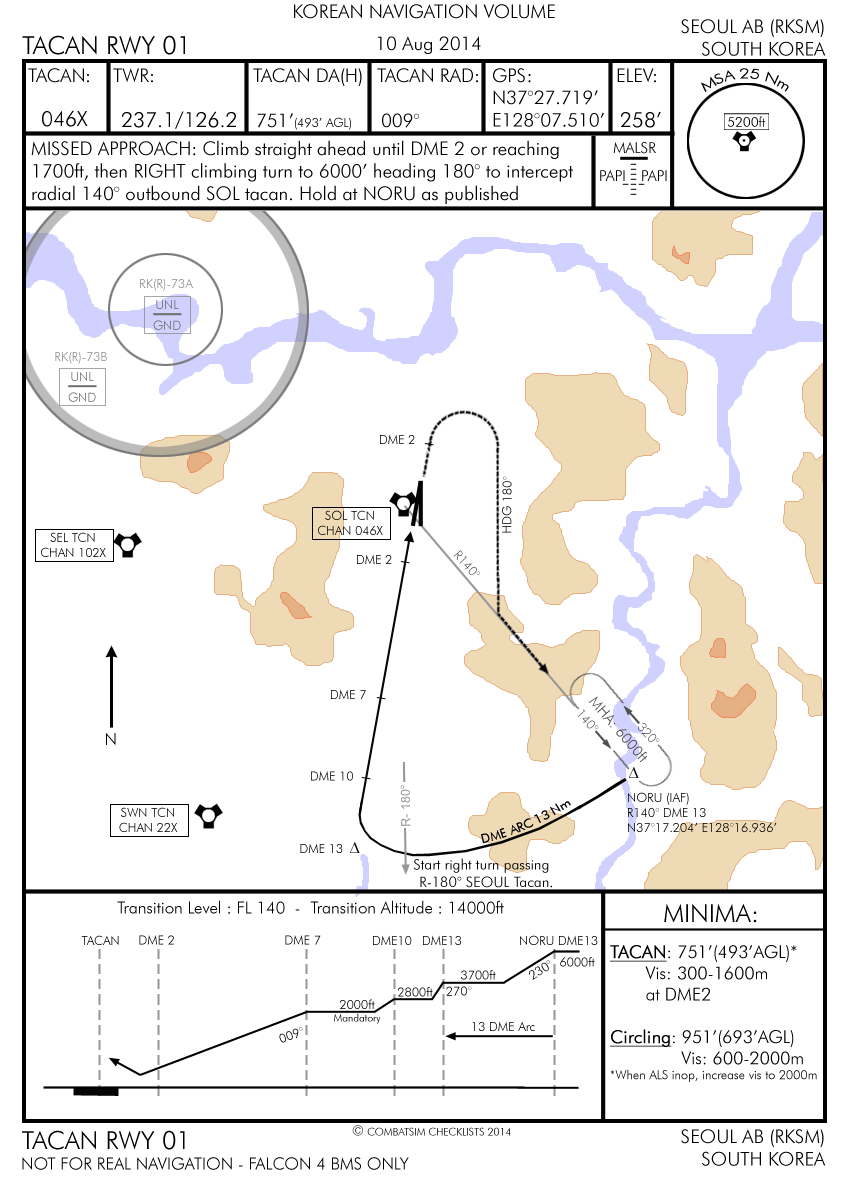 KOREAN NAVIGATION VOLUME
TACAN RWY 01
10 Aug 2014
SEOUL AB (RKSM)
SOUTH KOREA
TACAN:
046X
TWR:
237.1/126.2
TACAN DA(H)
751'(493' AGL)
TACAN RAD:
009°
GPS:
N37°27.719'
E128°07.510'
ELEV:
258'
MSA 25 Nm
5200ft
MISSED APPROACH: Climb straight ahead until DME 2 or reaching
1700ft, then RIGHT climbing turn to 6000' heading 180° to intercept
radial 140° outbound SOL tacan. Hold at NORU as published
MALSR
PAPI
PAPI
RK(R)-73A
UNL
GND
RK(R)-73B
UNL
GND
DME 2
HDG 180°
SOL TCN
CHAN 046X
SEL TCN
CHAN 102X
DME 2
R140°
N
DME 7
MHA: 6000ft
140°
320°
DME 10
R- 180°
SWN TCN
CHAN 22X
NORU (IAF)
R140° DME 13
N37°17.204' E128°16.936'
DME ARC 13 Nm
DME 13
Start right turn passing
R-180° SEOUL Tacan.
Transition Level : FL 140 - Transition Altitude : 14000ft
TACAN
DME 2
DME 7
DME10
DME13
NORU DME13
6000ft
230°
3700ft
270°
2800ft
2000ft
Mandatory
009°
13 DME Arc
MINIMA:
TACAN: 751'(493'AGL)*
Vis: 300-1600m
at DME2
Circling: 951'(693'AGL)
Vis: 600-2000m
*When ALS inop, increase vis to 2000m
TACAN RWY 01
NOT FOR REAL NAVIGATION - FALCON 4 BMS ONLY
© COMBATSIM CHECKLISTS 2014
SEOUL AB (RKSM)
SOUTH KOREA